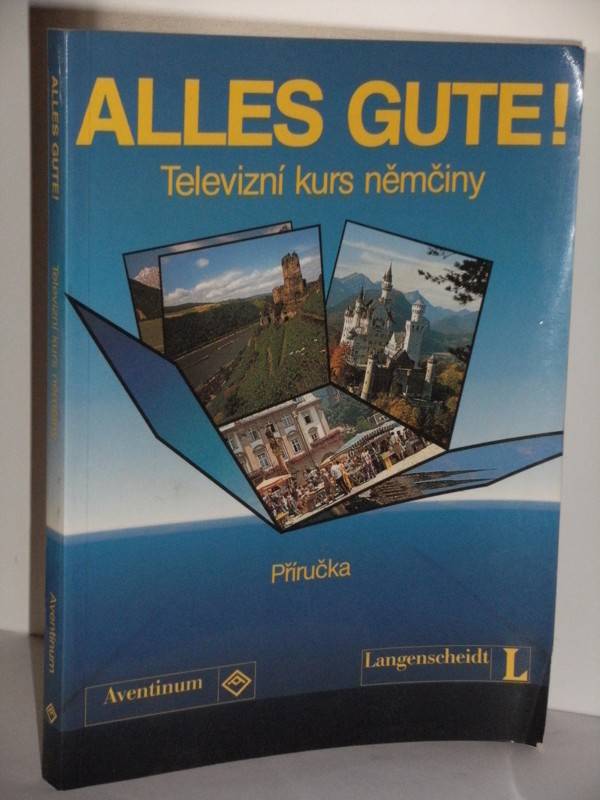 ALLES GUTE!
Televizní kurs němčiny
Příručka
Aventinum
Langenscheidt L
ALLES GUTE!
Televizní kurs němčiny
Aventinum